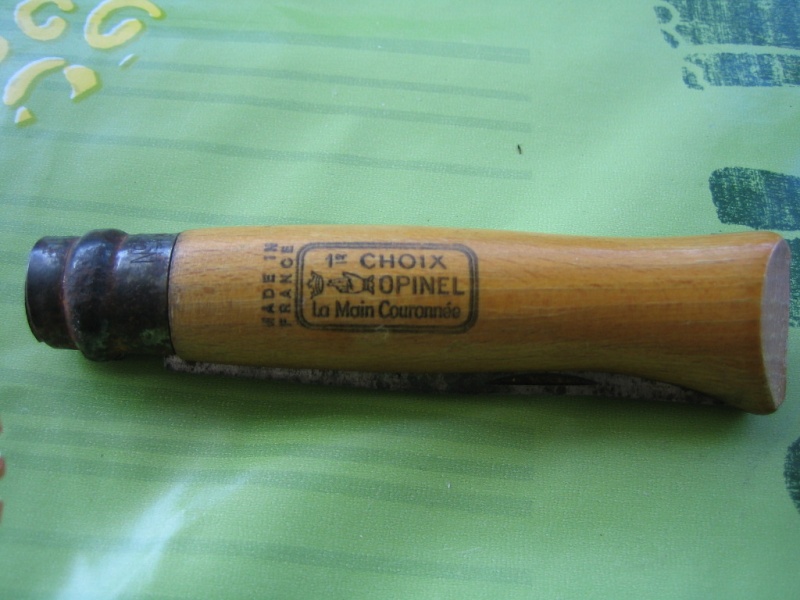 MADE IN
FRANCE
1ER CHOIX
OPINEL
La Main Couronnée